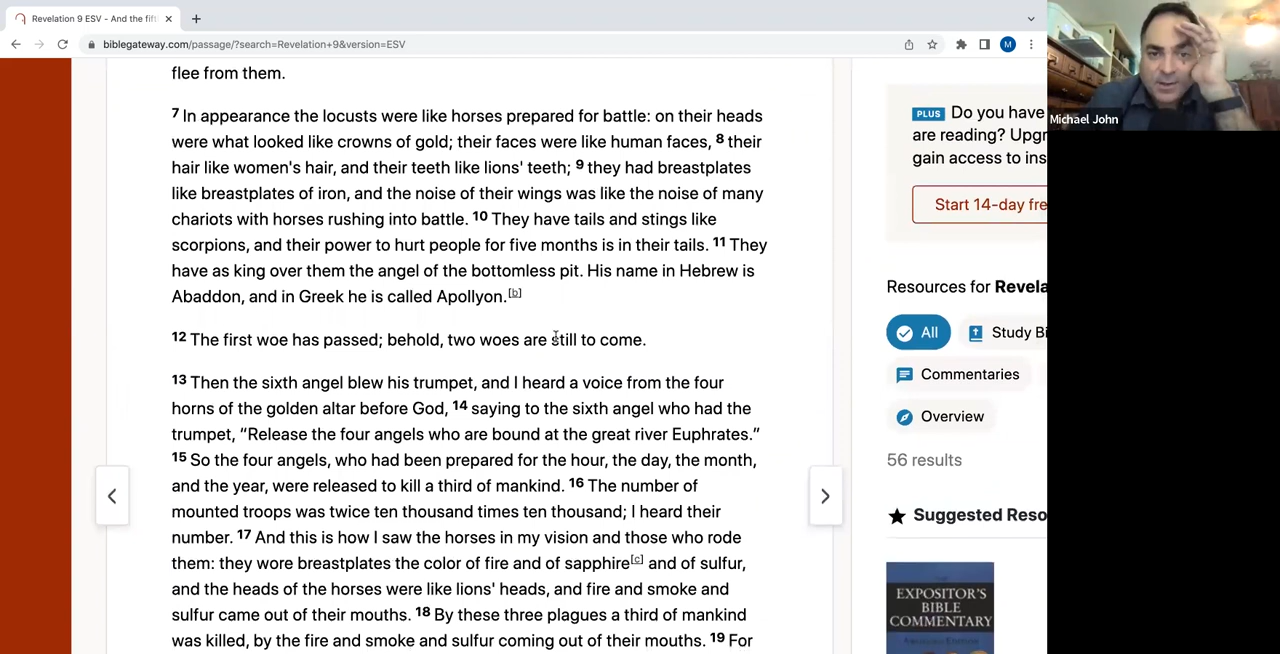 Revelation 9 ESV - And the fif
biblegateway.com/passage/?search=Revelation+9&version=ESV
M
flee from them.
7 In appearance the locusts were like horses prepared for battle: on their heads
were what looked like crowns of gold; their faces were like human faces, 8 their
hair like women's hair, and their teeth like lions' teeth; 9 they had breastplates
like breastplates of iron, and the noise of their wings was like the noise of many
chariots with horses rushing into battle. 10 They have tails and stings like
scorpions, and their power to hurt people for five months is in their tails. 11 They
have as king over them the angel of the bottomless pit. His name in Hebrew is
Abaddon, and in Greek he is called Apollyon.[b]
12 The first woe has passed; behold, two woes are still to come.
13 Then the sixth angel blew his trumpet, and I heard a voice from the four
horns of the golden altar before God, 14 saying to the sixth angel who had the
trumpet, “Release the four angels who are bound at the great river Euphrates.”
15 So the four angels, who had been prepared for the hour, the day, the month,
and the year, were released to kill a third of mankind. 16 The number of
mounted troops was twice ten thousand times ten thousand; I heard their
number. 17 And this is how I saw the horses in my vision and those who rode
them: they wore breastplates the color of fire and of sapphire[c] and of sulfur,
and the heads of the horses were like lions' heads, and fire and smoke and
sulfur came out of their mouths. 18 By these three plagues a third of mankind
was killed, by the fire and smoke and sulfur coming out of their mouths. 19 For
PLUS Do you have
are reading? Upgr
gain access to ins
Start 14-day fre
Resources for Revela
All Study Bi
Commentaries
Overview
56 results
Suggested Reso
EXPOSITOR'S
BIBLE
COMMENTARY
Michael John